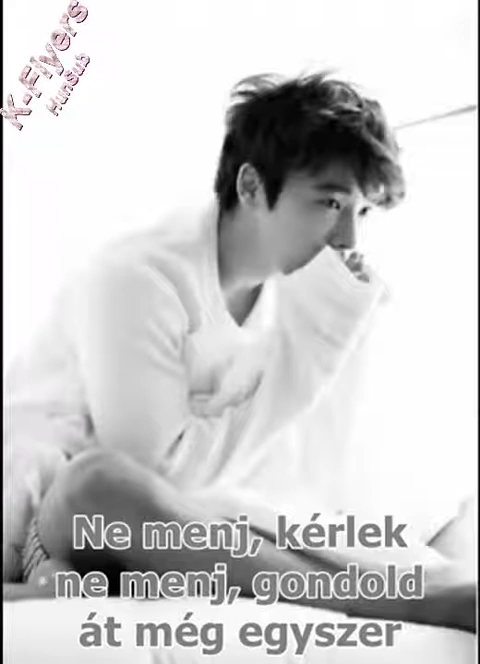 K-Flyers
HunSub
Ne menj, kérlek
ne menj, gondold
át még egyszer